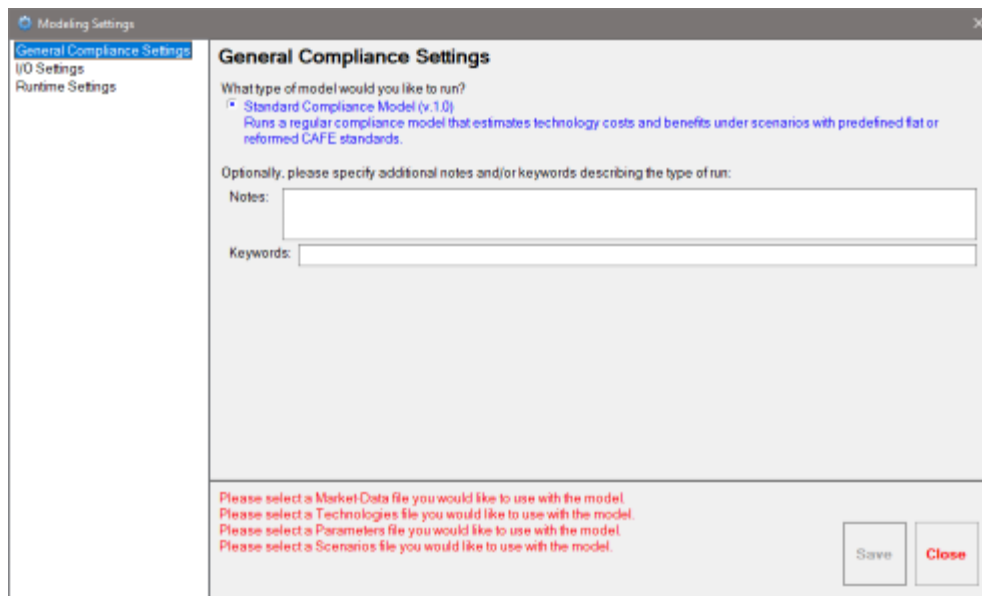 Modeling Settings
General Compliance Settings
I/O Settings
Runtime Settings
General Compliance Settings
What type of model would you like to run?
Standard Compliance Model (v.1.0)
Runs a regular compliance model that estimates technology costs and benefits under scenarios with predefined flat or
reformed CAFE standards.
Optionally, please specify additional notes and/or keywords describing the type of run:
Notes:
Keywords:
Please select a Market-Data file you would like to use with the model.
Please select a Technologies file you would like to use with the model.
Please select a Parameters file you would like to use with the model.
Please select a Scenarios file you would like to use with the model.
Save
Close